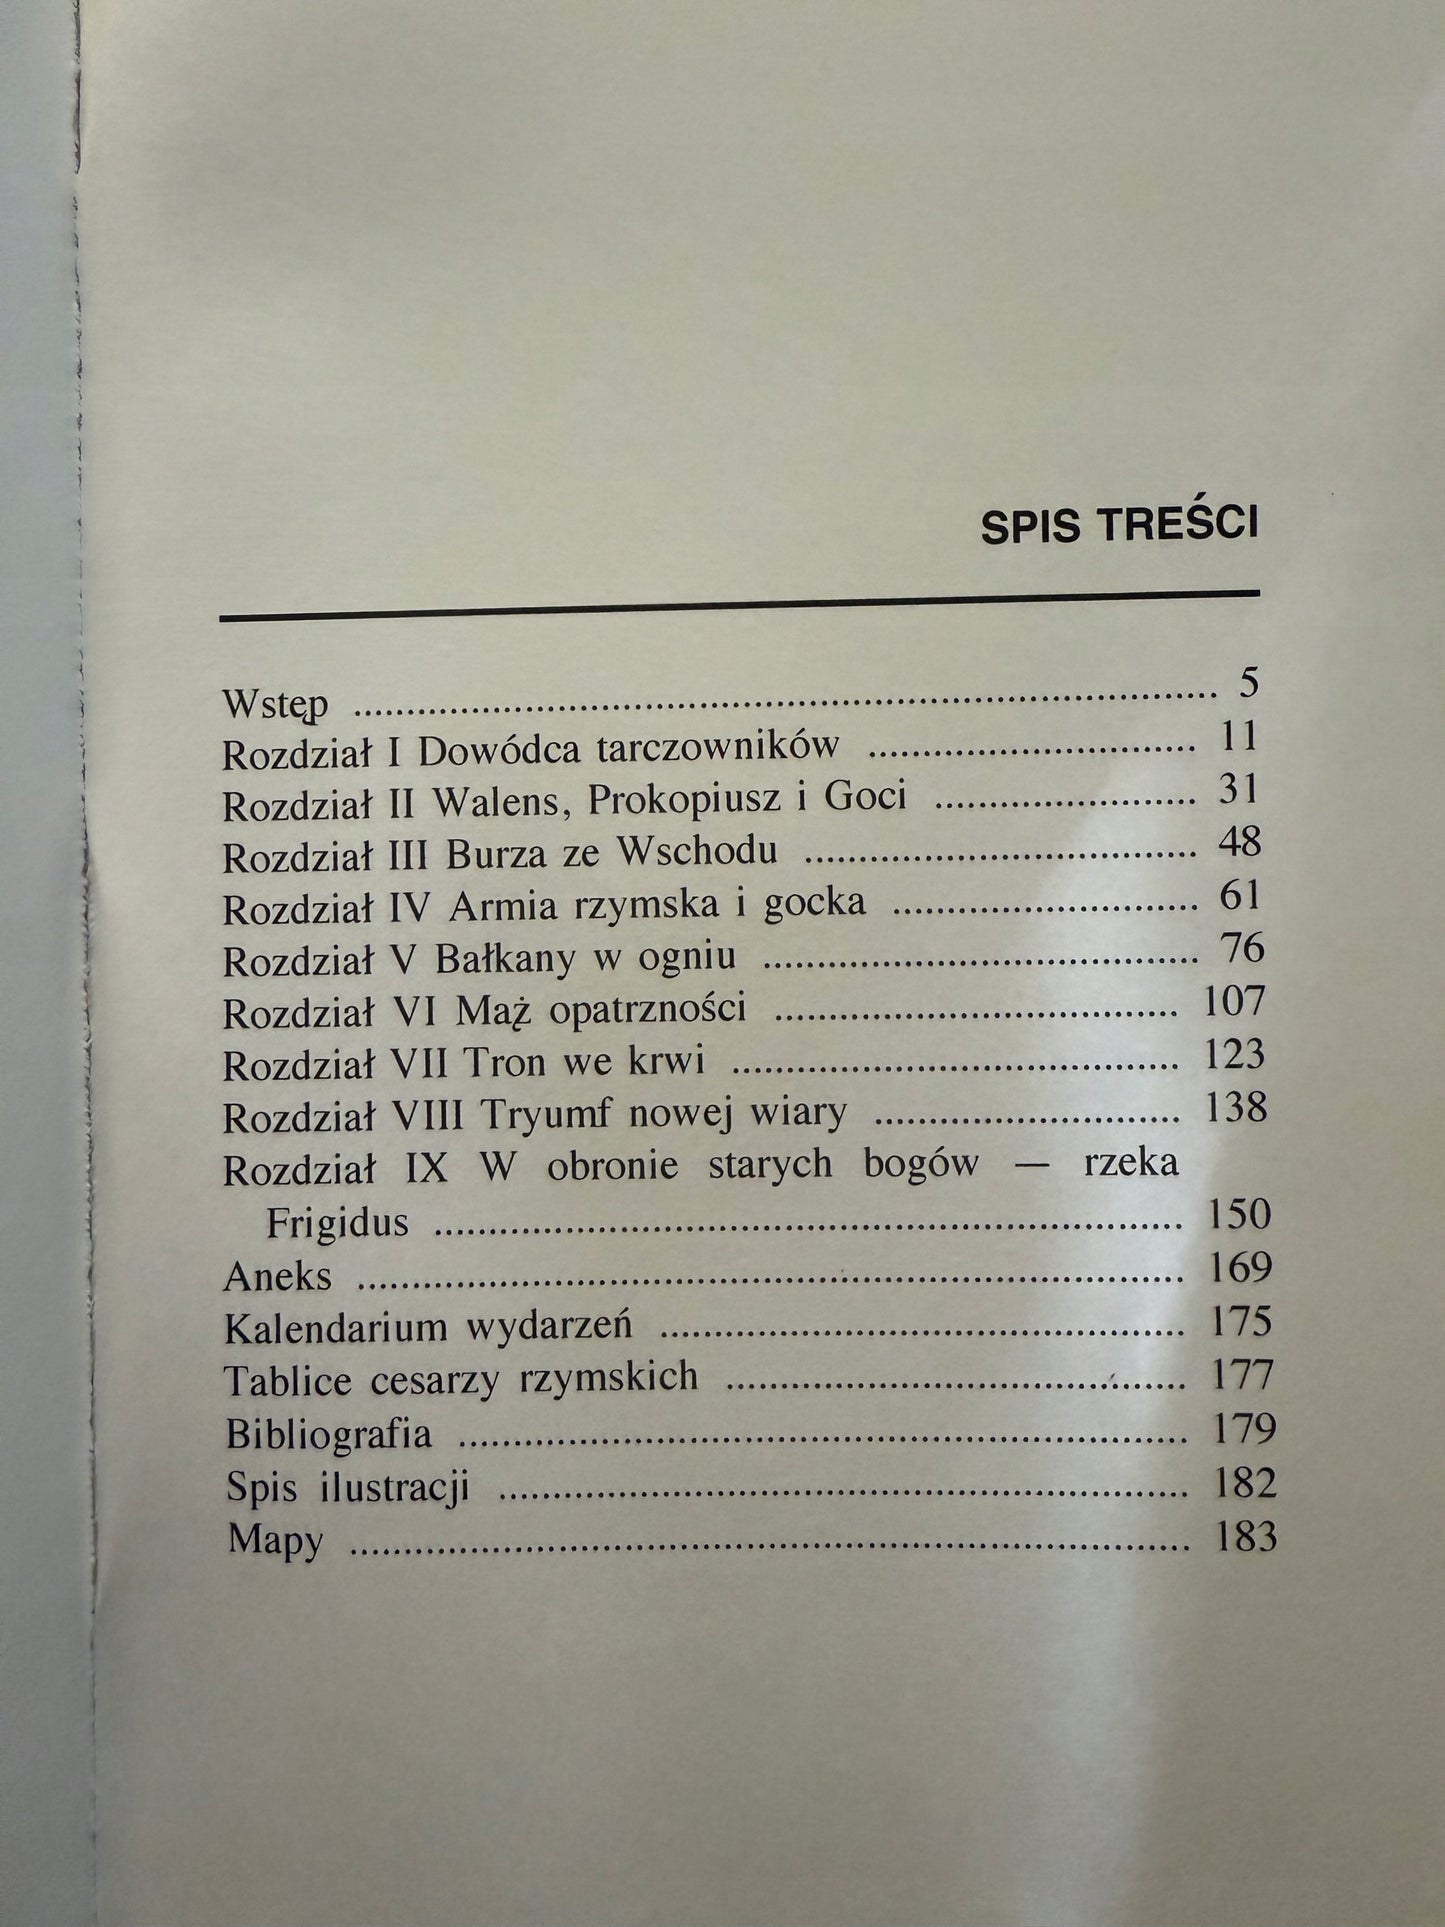 SPIS TREŚCI
Wstęp ........................................ 5
Rozdział I Dowódca tarczowników ........................................ 11
Rozdział II Walens, Prokopiusz i Goci ........................................ 31
Rozdział III Burza ze Wschodu ........................................ 48
Rozdział IV Armia rzymska i gocka ........................................ 61
Rozdział V Bałkany w ogniu ........................................ 76
Rozdział VI Mąż opatrzności ........................................ 107
Rozdział VII Tron we krwi ........................................ 123
Rozdział VIII Tryumf nowej wiary ........................................ 138
Rozdział IX W obronie starych bogów — rzeka
Frigidus ........................................ 150
Aneks ........................................ 169
Kalendarium wydarzeń ........................................ 175
Tablice cesarzy rzymskich ........................................ 177
Bibliografia ........................................ 179
Spis ilustracji ........................................ 182
Mapy ........................................ 183